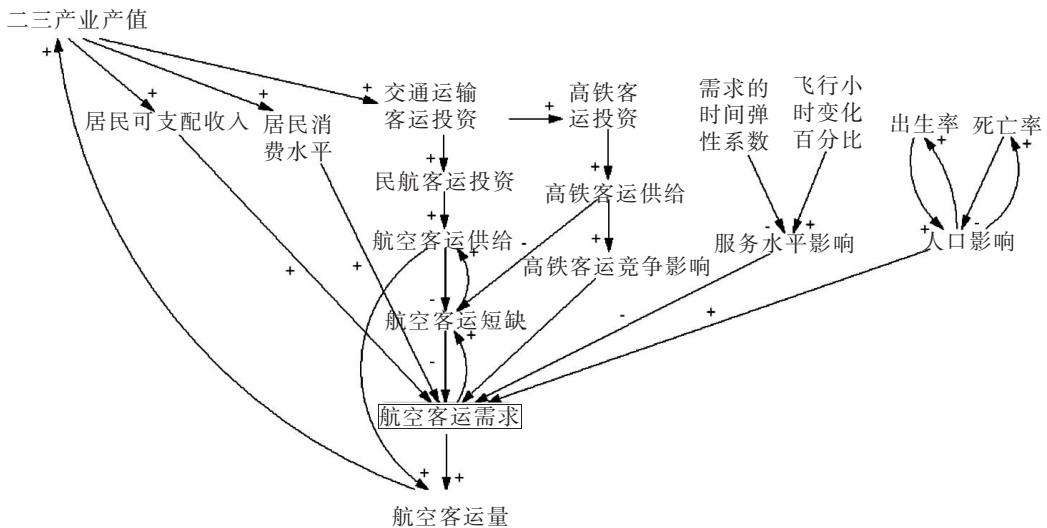 二三产业产值
居民可支配收入
居民消
费水平
交通运输
客运投资
高铁客
运投资
需求的
时间弹
性系数
飞行小
时变化
百分比
出生率
死亡率
民航客运投资
高铁客运供给
航空客运供给
高铁客运竞争影响
服务水平影响
人口影响
航空客运短缺
航空客运需求
航空客运量